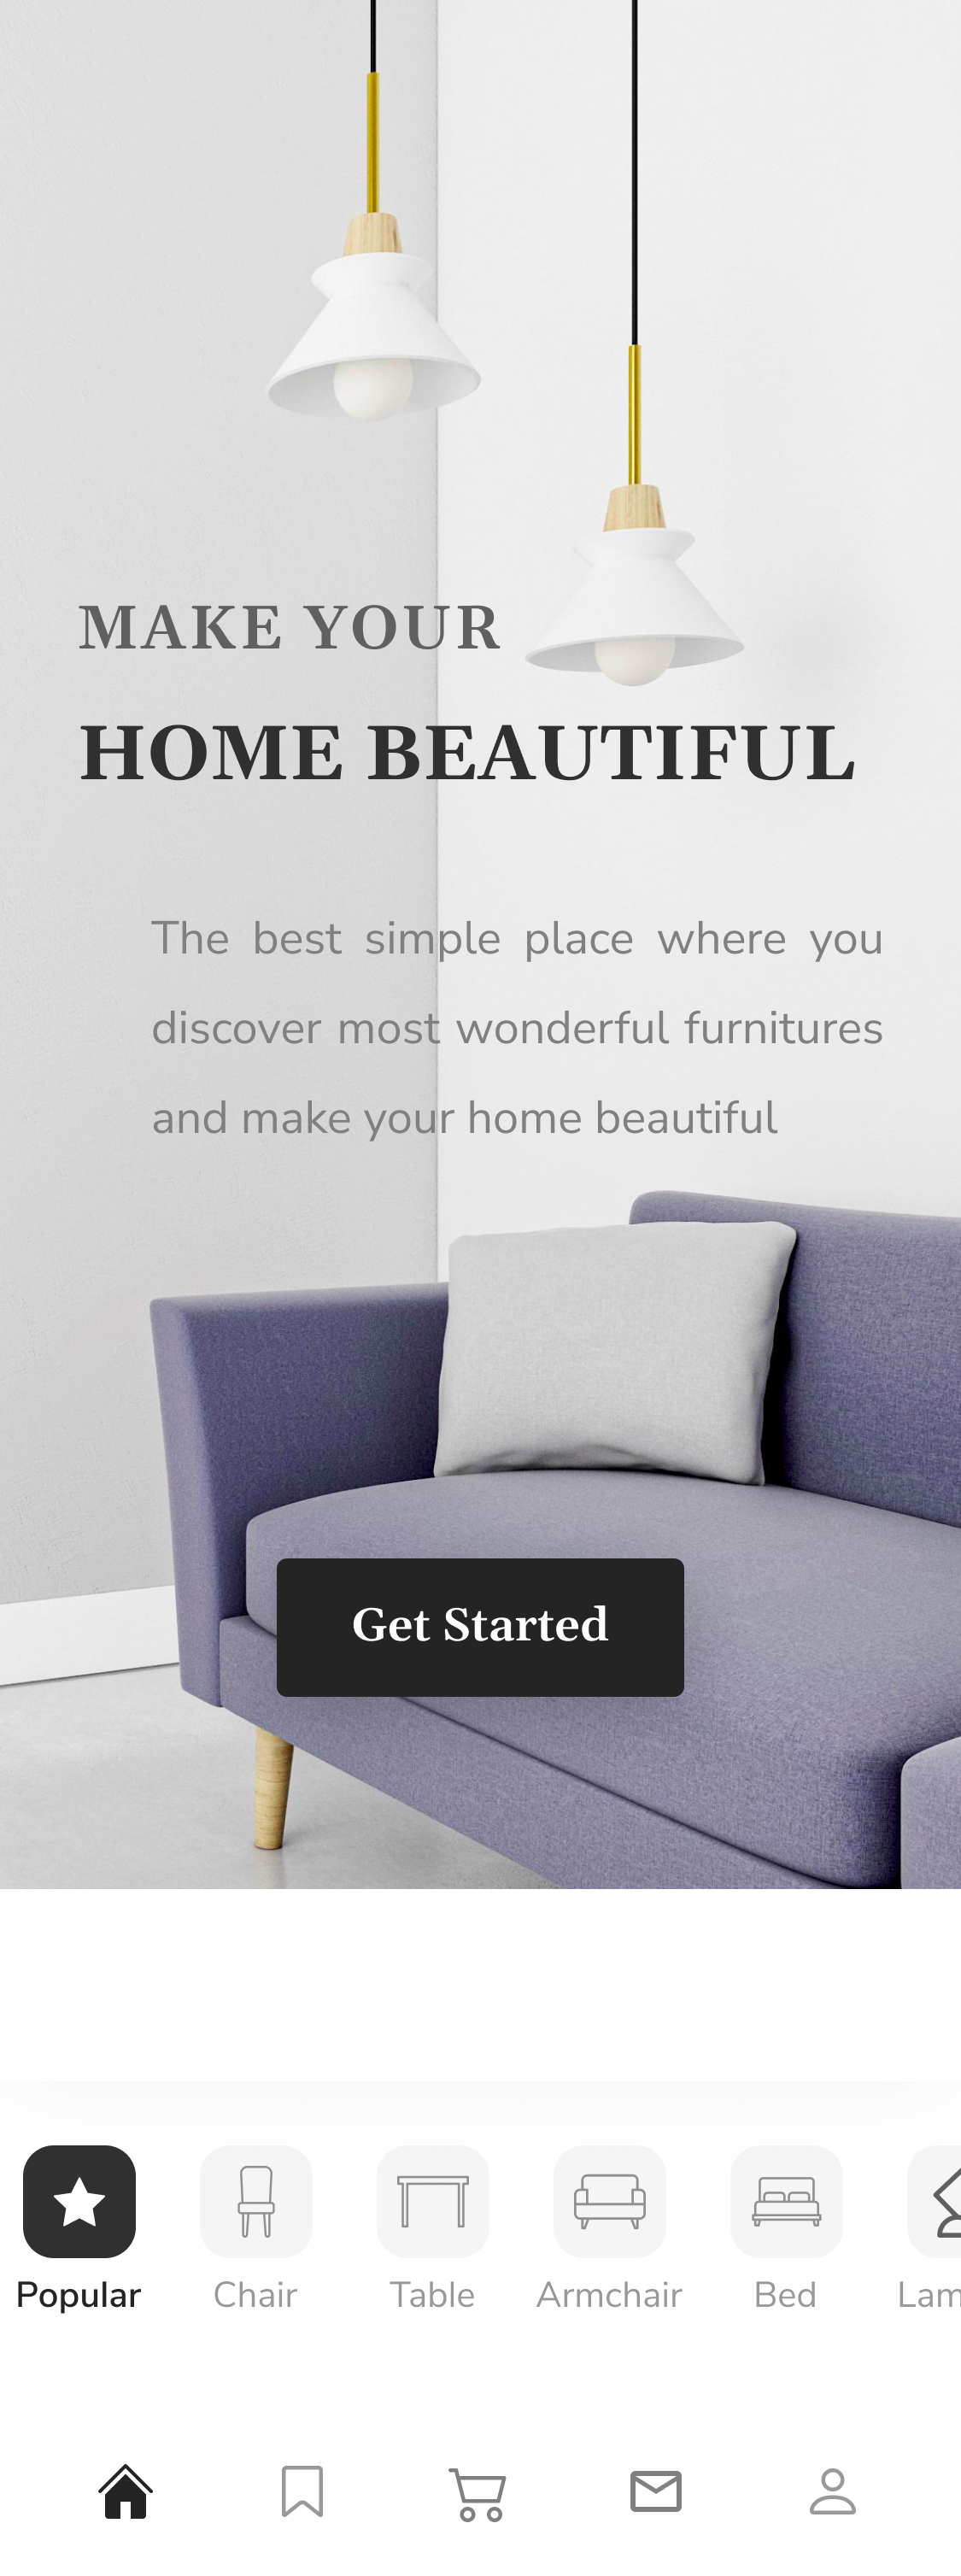 MAKE YOUR
HOME BEAUTIFUL
The best simple place where you
discover most wonderful furnitures
and make your home beautiful
Get Started
Popular Chair Table Armchair Bed Lam